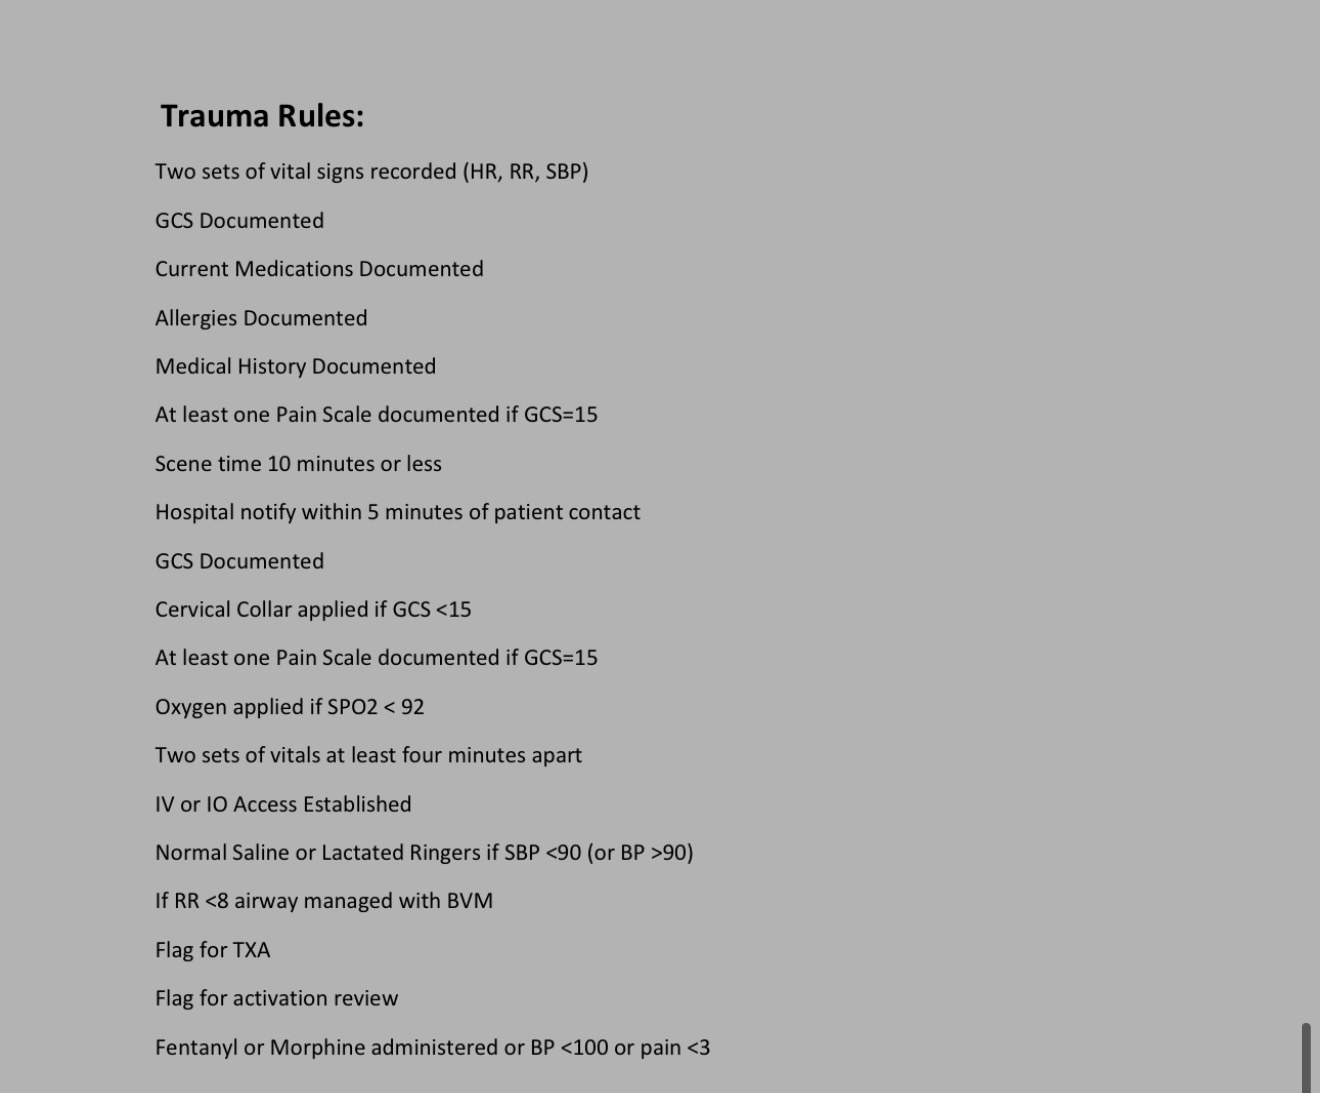 Trauma Rules:
Two sets of vital signs recorded (HR, RR, SBP)
GCS Documented
Current Medications Documented
Allergies Documented
Medical History Documented
At least one Pain Scale documented if GCS=15
Scene time 10 minutes or less
Hospital notify within 5 minutes of patient contact
GCS Documented
Cervical Collar applied if GCS <15
At least one Pain Scale documented if GCS=15
Oxygen applied if SPO2 < 92
Two sets of vitals at least four minutes apart
IV or IO Access Established
Normal Saline or Lactated Ringers if SBP <90 (or BP >90)
If RR <8 airway managed with BVM
Flag for TXA
Flag for activation review
Fentanyl or Morphine administered or BP <100 or pain <3